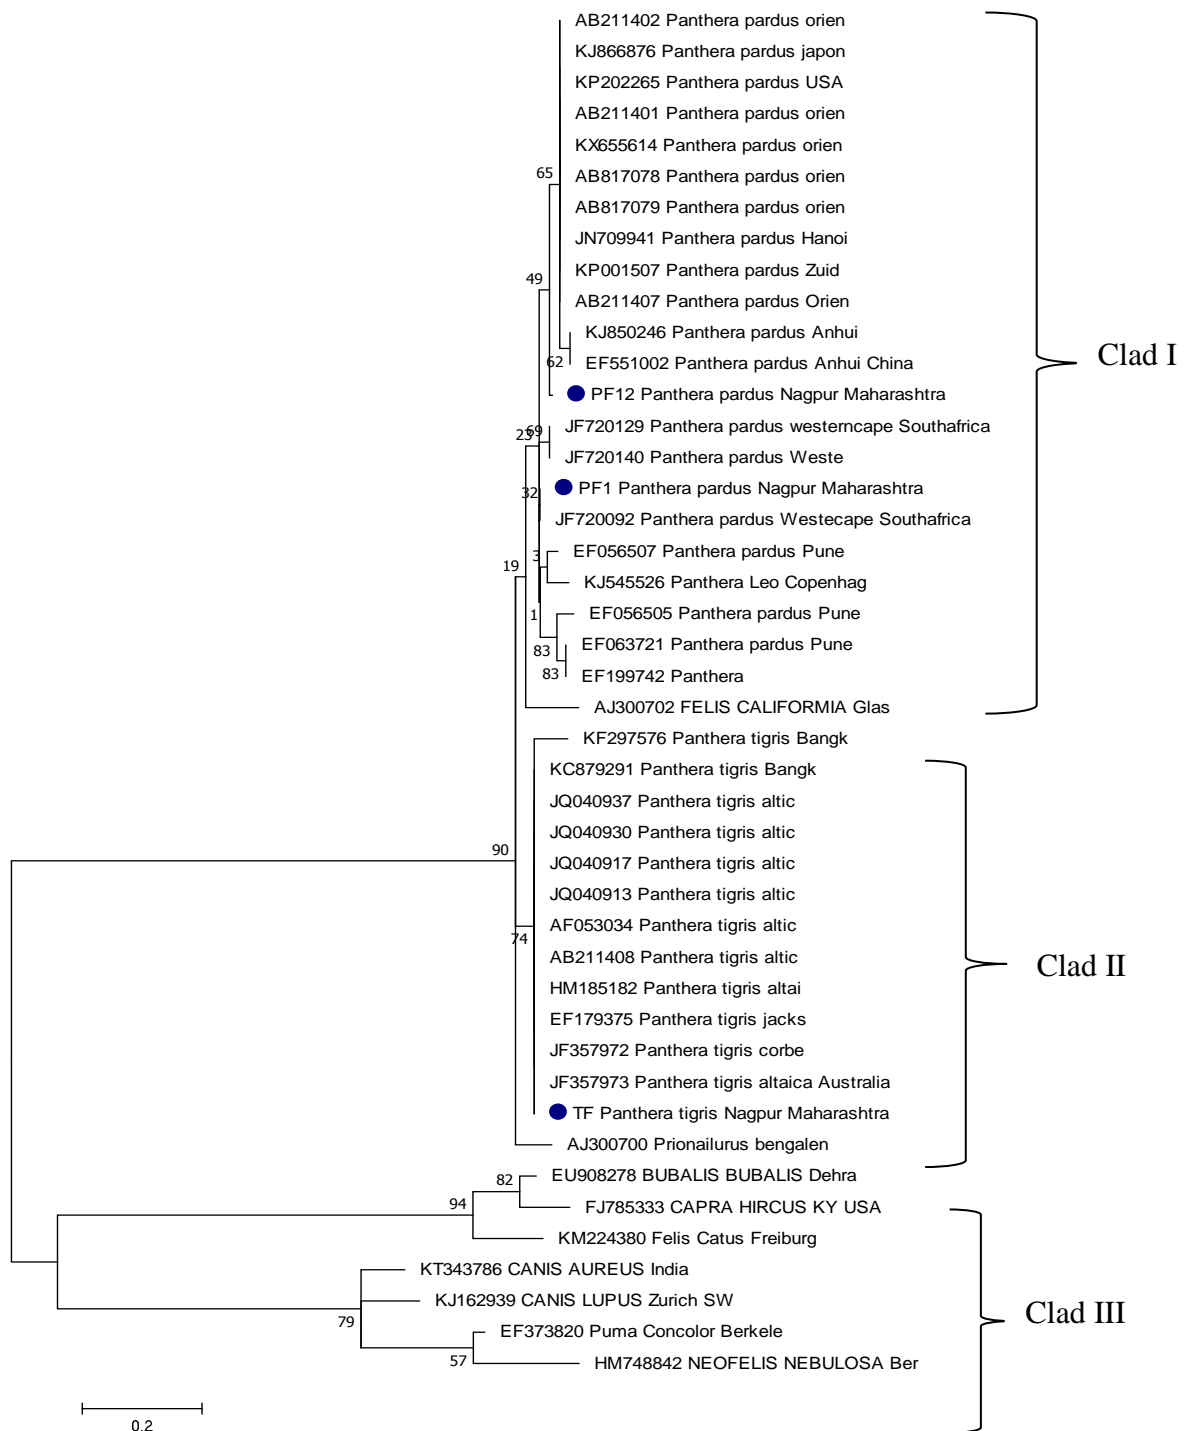 AB211402 Panthera pardus orien
KJ866876 Panthera pardus japon
KP202265 Panthera pardus USA
AB211401 Panthera pardus orien
KX655614 Panthera pardus orien
65
AB817078 Panthera pardus orien
AB817079 Panthera pardus orien
JN709941 Panthera pardus Hanoi
KP001507 Panthera pardus Zuid
49
AB211407 Panthera pardus Orien
KJ850246 Panthera pardus Anhui
Clad I
62
EF551002 Panthera pardus Anhui China
PF12 Panthera pardus Nagpur Maharashtra
JF720129 Panthera pardus westerncape Southafrica
23
69
JF720140 Panthera pardus Weste
PF1 Panthera pardus Nagpur Maharashtra
32
JF720092 Panthera pardus Westecape Southafrica
EF056507 Panthera pardus Pune
3
19
KJ545526 Panthera Leo Copenhag
EF056505 Panthera pardus Pune
1
EF063721 Panthera pardus Pune
83
83
EF199742 Panthera
AJ300702 FELIS CALIFORMIA Glas
KF297576 Panthera tigris Bangk
KC879291 Panthera tigris Bangk
JQ040937 Panthera tigris altic
JQ040930 Panthera tigris altic
90
JQ040917 Panthera tigris altic
JQ040913 Panthera tigris altic
AF053034 Panthera tigris altic
74
AB211408 Panthera tigris altic
Clad II
HM185182 Panthera tigris altai
EF179375 Panthera tigris jacks
JF357972 Panthera tigris corbe
JF357973 Panthera tigris altaica Australia
TF Panthera tigris Nagpur Maharashtra
AJ300700 Prionailurus bengalen
EU908278 BUBALIS BUBALIS Dehra
82
94
FJ785333 CAPRA HIRCUS KY USA
KM224380 Felis Catus Freiburg
KT343786 CANIS AUREUS India
KJ162939 CANIS LUPUS Zurich SW
Clad III
79
EF373820 Puma Concolor Berkele
57
HM748842 NEOFELIS NEBULOSA Ber
0.2